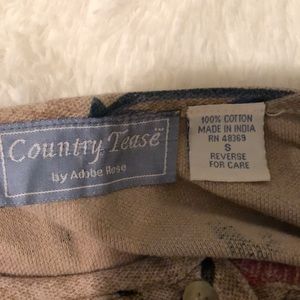 Country Teasë
by Adobe Rose
100% COTTON
MADE IN INDIA
RN 48369
S
REVERSE
FOR CARE